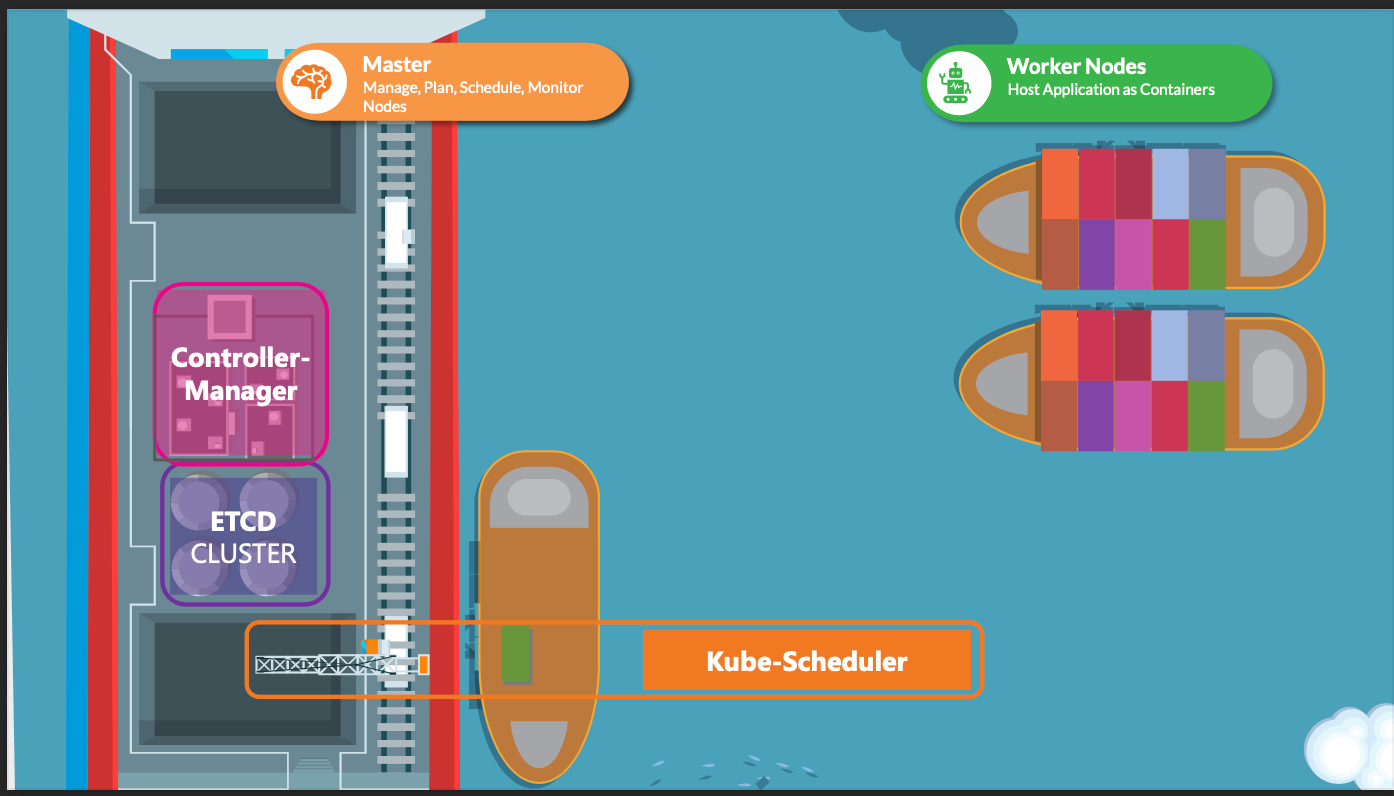 Master
Manage, Plan, Schedule, Monitor
Nodes
Worker Nodes
Host Application as Containers
Controller-
Manager
ETCD
CLUSTER
Kube-Scheduler